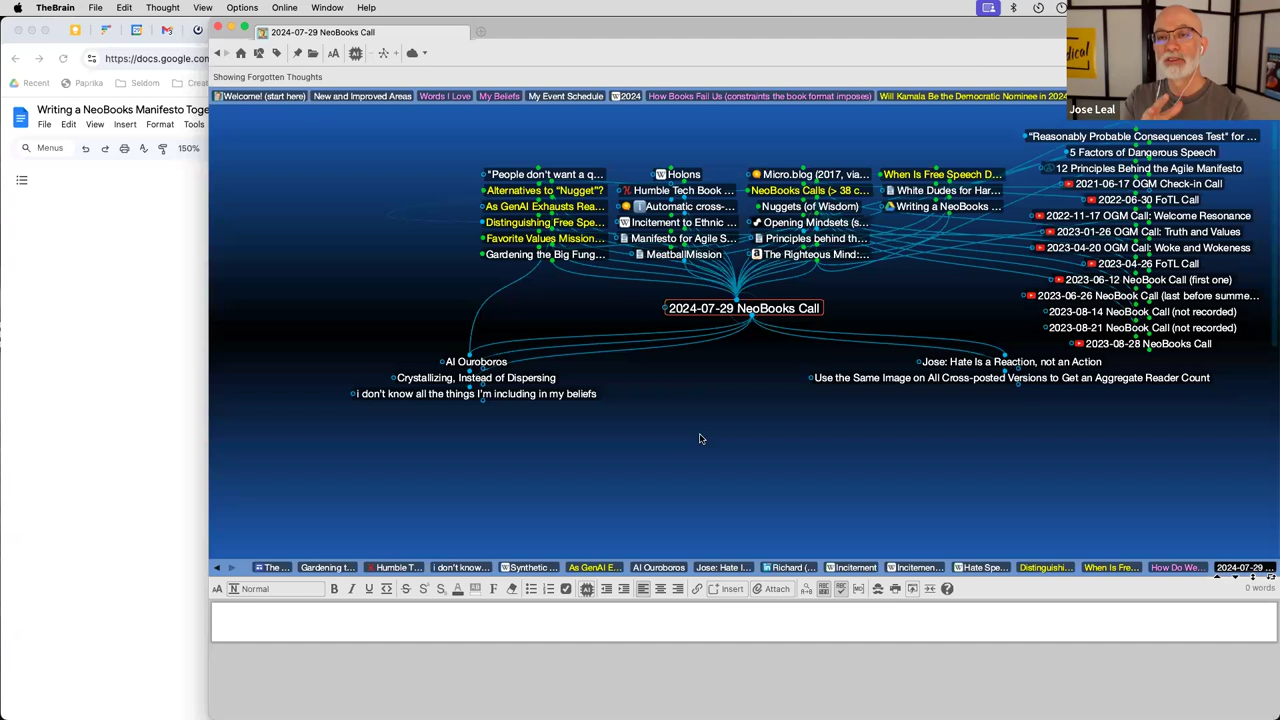 TheBrain File Edit Thought View Options Online Window Help
2024-07-29 NeoBooks Call
https://docs.google.com
Recent Paprika Seldom
Showing Forgotten Thoughts
Welcome! (start here) New and Improved Areas Words I Love My Beliefs My Event Schedule 2024 How Books Fail Us (constraints the book format imposes) Will Kamala Be the Democratic Nominee in 2024
Jose Leal
Writing a NeoBooks Manifesto Toge
File Edit View Insert Format Tools
Menus 150%
"Reasonably Probable Consequences Test" for ...
5 Factors of Dangerous Speech
12 Principles Behind the Agile Manifesto
2021-06-17 OGM Check-in Call
2022-06-30 FoTL Call
2022-11-17 OGM Call: Welcome Resonance
2023-01-26 OGM Call: Truth and Values
2023-04-20 OGM Call: Woke and Wokeness
2023-04-26 FoTL Call
2023-06-12 NeoBook Call (first one)
2023-06-26 NeoBook Call (last before summe...
2023-08-14 NeoBook Call (not recorded)
2023-08-21 NeoBook Call (not recorded)
2023-08-28 NeoBooks Call
"People don't want a q... Holons Micro.blog (2017, via... When Is Free Speech D...
Alternatives to "Nugget"? Humble Tech Book ... NeoBooks Calls (> 38 c... White Dudes for Har...
As GenAI Exhausts Rea... Automatic cross-... Nuggets (of Wisdom) Writing a NeoBooks ...
Distinguishing Free Spe... Incitement to Ethnic ... Opening Mindsets (s...
Favorite Values Mission... Manifesto for Agile S... Principles behind th...
Gardening the Big Fung... MeatballMission The Righteous Mind:...
2024-07-29 NeoBooks Call
AI Ouroboros Jose: Hate Is a Reaction, not an Action
Crystallizing, Instead of Dispersing Use the Same Image on All Cross-posted Versions to Get an Aggregate Reader Count
i don't know all the things I'm including in my beliefs
The ... Gardening t... Humble T... i don't know... Synthetic ... As GenAI E... AI Ouroboros Jose: Hate I... Richard (... Incitement Incitemen... Hate Spe... Distinguishi... When Is Fre... How Do We... 2024-07-29 ...
Normal B I U Insert Attach 0 words